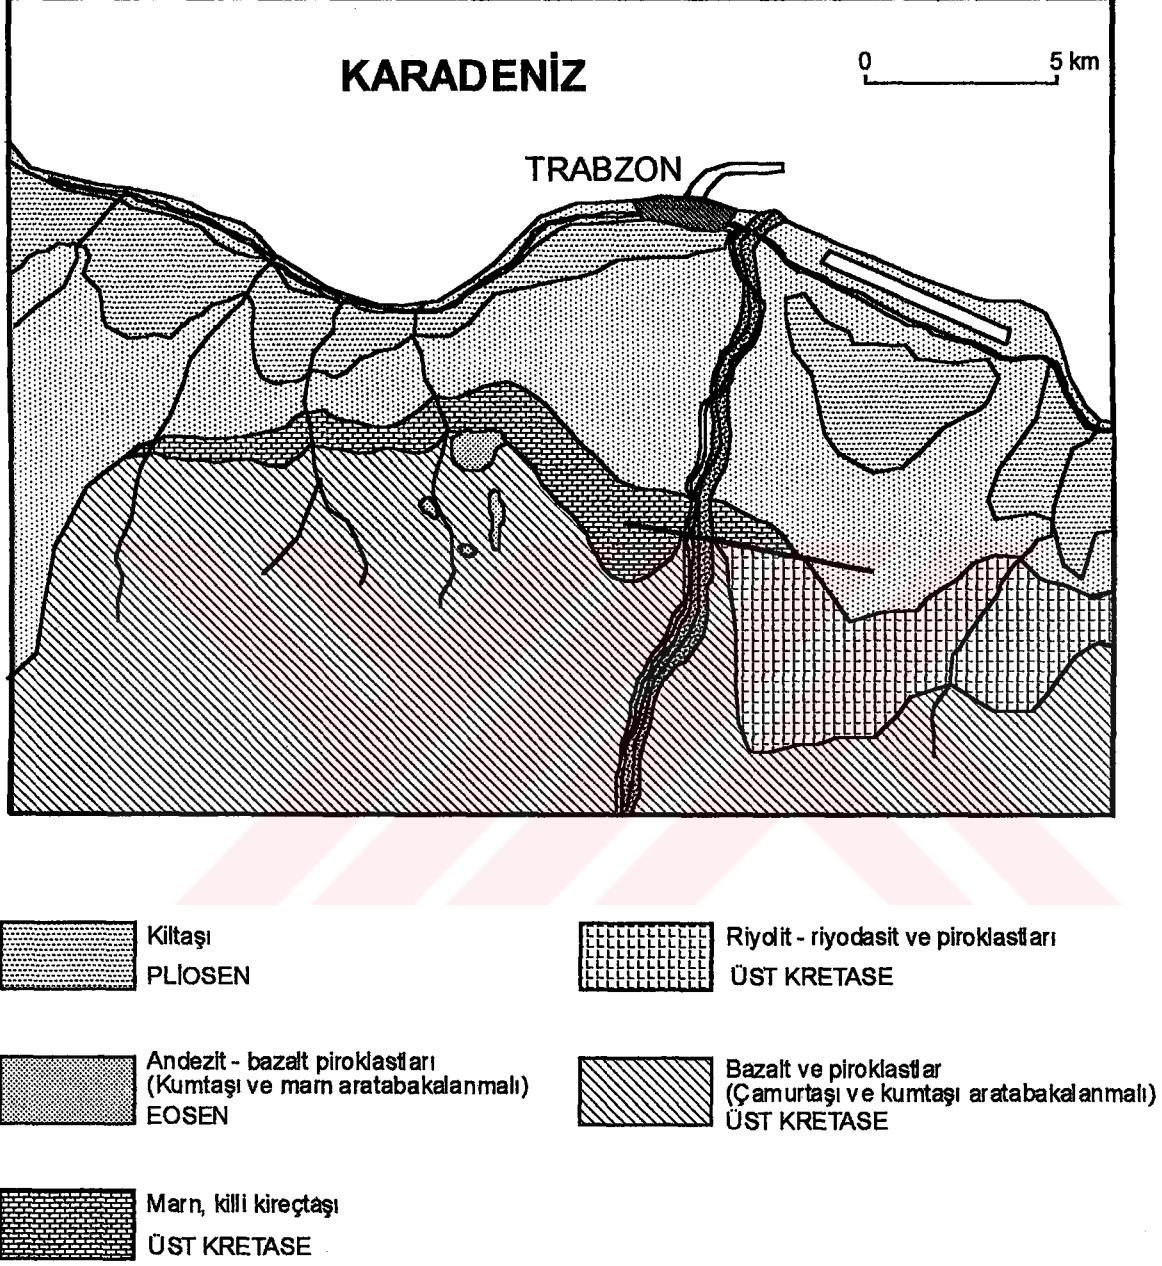 KARADENİZ
0 5 km
TRABZON
Kiltaşı
PLİOSEN
Andezit - bazalt piroklastları
(Kumtaşı ve marn aratabakalanmalı)
EOSEN
Marn, killi kireçtaşı
ÜST KRETASE
Riyolit - riyodasit ve piroklastları
ÜST KRETASE
Bazalt ve piroklastlar
(Çamurtaşı ve kumtaşı aratabakalanmalı)
ÜST KRETASE